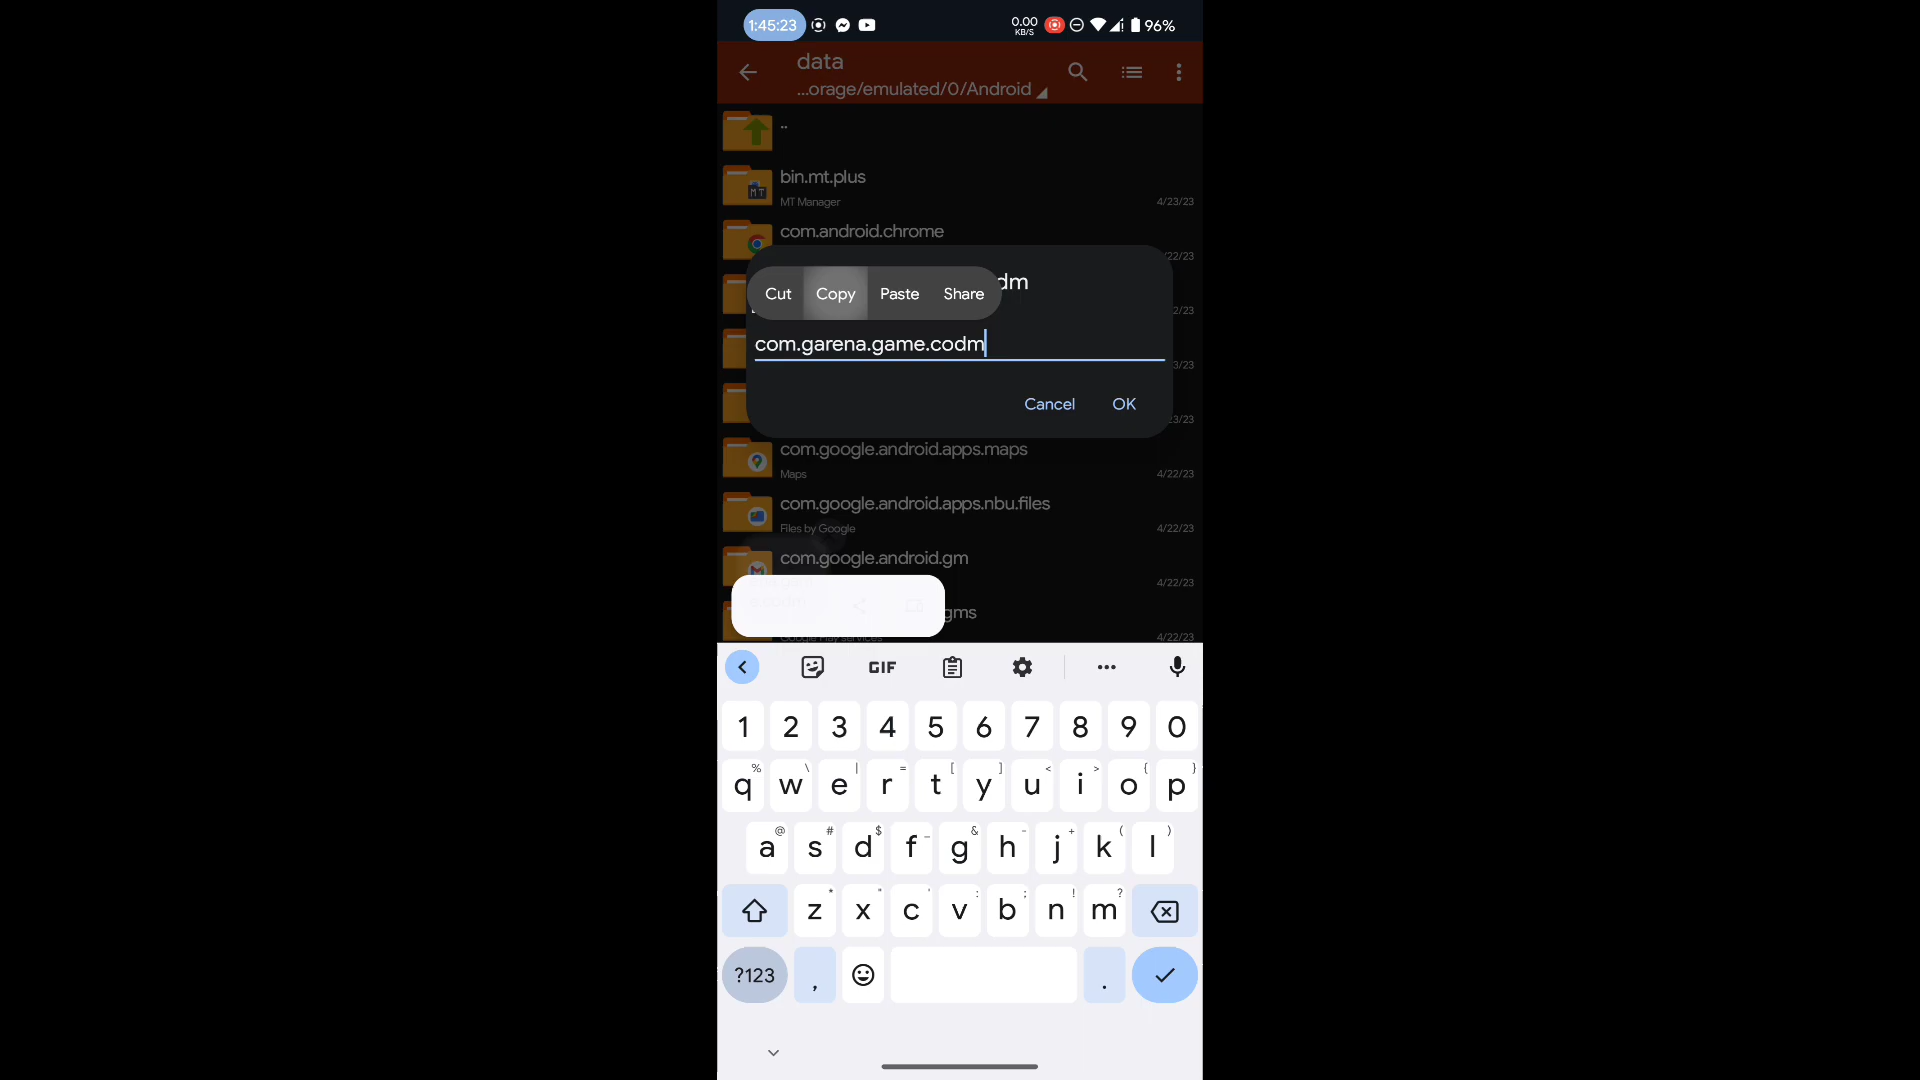 1:45:23
0.00
KB/S
96%
data
...orage/emulated/0/Android
..
bin.mt.plus
MT Manager
4/23/23
com.android.chrome
22/23
dm
Cut
Copy
Paste
Share
2/23
com.garena.game.codm
3/23
Cancel
OK
23/23
com.google.android.apps.maps
Maps
4/22/23
com.google.android.apps.nbu.files
Files by Google
4/22/23
com.google.android.gm
4/22/23
gms
Google Play services
4/22/23
GIF
1 2 3 4 5 6 7 8 9 0
% \ | = [ ] < > { }
q w e r t y u i o p
@ # $ _ & - + ( )
a s d f g h j k l
* " ' : ; ! ?
z x c v b n m
?123 , .